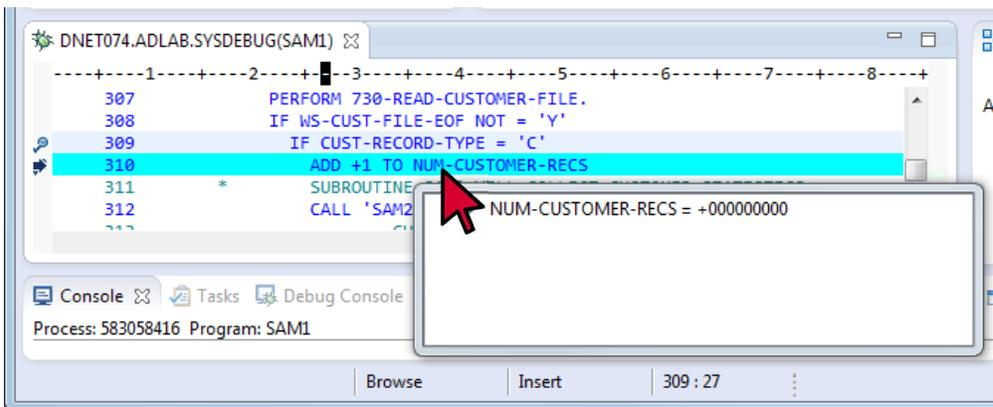 DNET074.ADLAB.SYSDEBUG(SAM1)
----+----1----+----2----+----3----+----4----+----5----+----6----+----7----+----8----+
307 PERFORM 730-READ-CUSTOMER-FILE.
308 IF WS-CUST-FILE-EOF NOT = 'Y'
309 IF CUST-RECORD-TYPE = 'C'
310 ADD +1 TO NUM-CUSTOMER-RECS
311 * SUBROUTINE
312 CALL 'SAM2
313
NUM-CUSTOMER-RECS = +000000000
Console Tasks Debug Console
Process: 583058416 Program: SAM1
Browse Insert 309 : 27
A